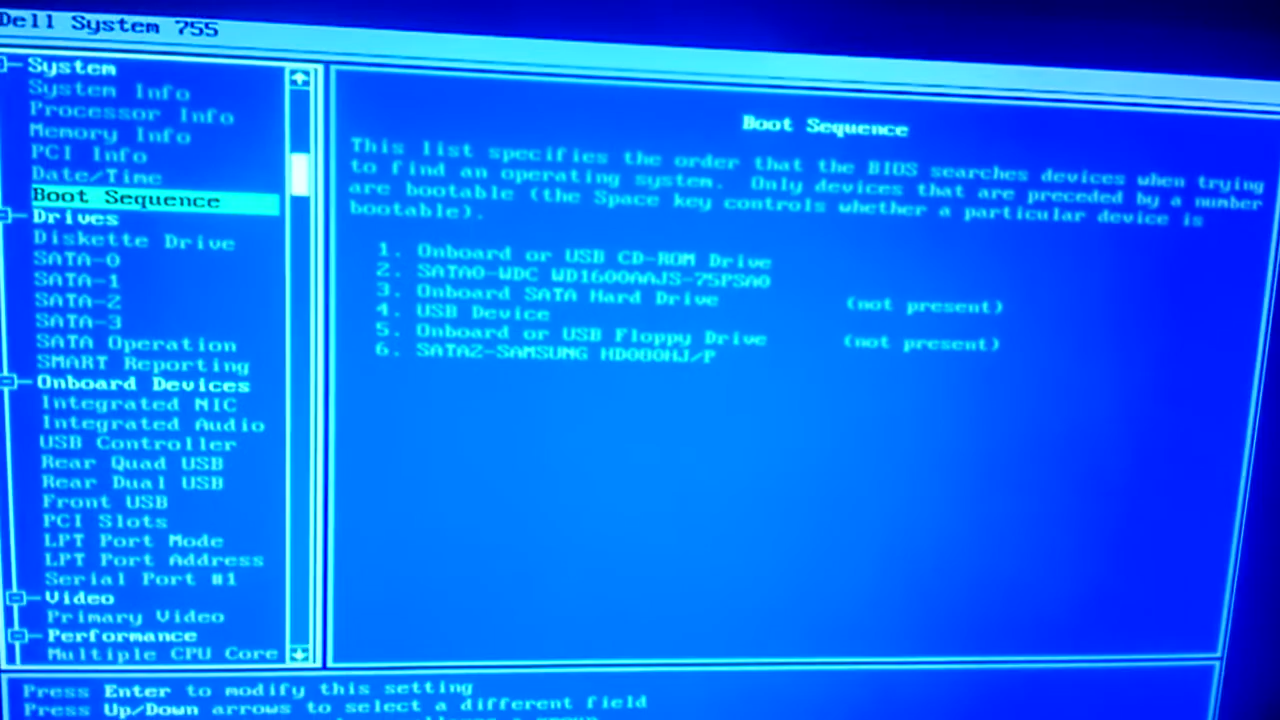 Dell System 755
System
System Info
Processor Info
Memory Info
PCI Info
Date/Time
Boot Sequence
Drives
Diskette Drive
SATA-0
SATA-1
SATA-2
SATA-3
SATA Operation
SMART Reporting
Onboard Devices
Integrated NIC
Integrated Audio
USB Controller
Rear Quad USB
Rear Dual USB
Front USB
PCI Slots
LPT Port Mode
LPT Port Address
Serial Port #1
Video
Primary Video
Performance
Multiple CPU Core
Boot Sequence
This list specifies the order that the BIOS searches devices when trying
to find an operating system. Only devices that are preceded by a number
are bootable (the Space key controls whether a particular device is
bootable).
1. Onboard or USB CD-ROM Drive
2. SATA0-WDC WD1600AAJS-75PSA0
3. Onboard SATA Hard Drive (not present)
4. USB Device
5. Onboard or USB Floppy Drive (not present)
6. SATA2-SAMSUNG HD080HJ/P
Press Enter to modify this setting
Press Up/Down arrows to select a different field